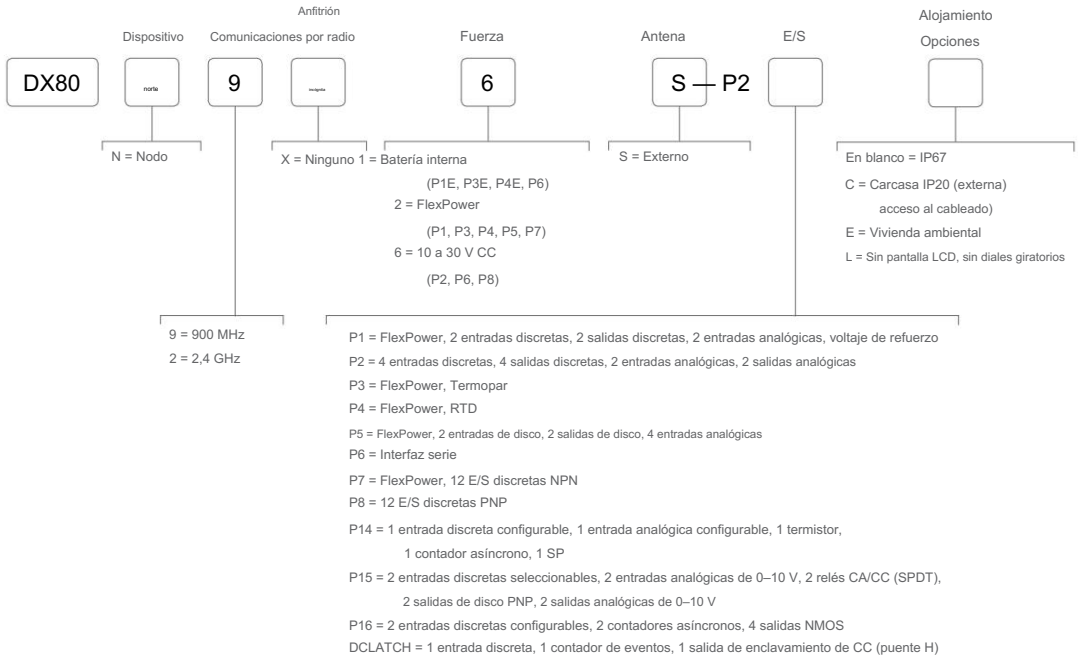 Anfitrión
Alojamiento
Opciones
Dispositivo
Comunicaciones por radio
Fuerza
Antena
E/S
DX80
norte
9
incógnita
6
S — P2
N = Nodo
X = Ninguno 1 = Batería interna
(P1E, P3E, P4E, P6)
2 = FlexPower
(P1, P3, P4, P5, P7)
6 = 10 a 30 V CC
(P2, P6, P8)
S = Externo
En blanco = IP67
C = Carcasa IP20 (externa)
acceso al cableado)
E = Vivienda ambiental
L = Sin pantalla LCD, sin diales giratorios
9 = 900 MHz
2 = 2,4 GHz
P1 = FlexPower, 2 entradas discretas, 2 salidas discretas, 2 entradas analógicas, voltaje de refuerzo
P2 = 4 entradas discretas, 4 salidas discretas, 2 entradas analógicas, 2 salidas analógicas
P3 = FlexPower, Termopar
P4 = FlexPower, RTD
P5 = FlexPower, 2 entradas de disco, 2 salidas de disco, 4 entradas analógicas
P6 = Interfaz serie
P7 = FlexPower, 12 E/S discretas NPN
P8 = 12 E/S discretas PNP
P14 = 1 entrada discreta configurable, 1 entrada analógica configurable, 1 termistor,
1 contador asíncrono, 1 SP
P15 = 2 entradas discretas seleccionables, 2 entradas analógicas de 0–10 V, 2 relés CA/CC (SPDT),
2 salidas de disco PNP, 2 salidas analógicas de 0–10 V
P16 = 2 entradas discretas configurables, 2 contadores asíncronos, 4 salidas NMOS
DCLATCH = 1 entrada discreta, 1 contador de eventos, 1 salida de enclavamiento de CC (puente H)